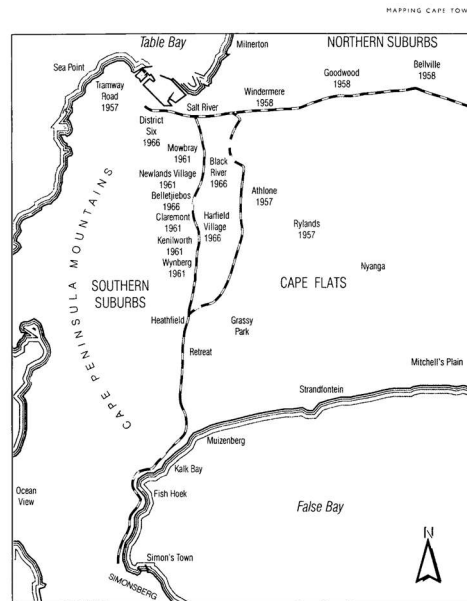 MAPPING CAPE TOW
Table Bay
Milnerton
NORTHERN SUBURBS
Sea Point
Bellville
1958
Goodwood
1958
Tramway
Road
1957
Windermere
1958
Salt River
District
Six
1966
Mowbray
1961
Black
River
1966
Newlands Village
1961
Athlone
1957
Belletjiebos
1966
Claremont
1961
Harfield
Village
1966
Rylands
1957
Kenilworth
1961
Wynberg
1961
Nyanga
CAPE PENINSULA MOUNTAINS
SOUTHERN
SUBURBS
CAPE FLATS
Heathfield
Grassy
Park
Retreat
Mitchell's Plain
Strandfontein
Muizenberg
Kalk Bay
Ocean
View
Fish Hoek
False Bay
N
Simon's Town
SIMONSBERG